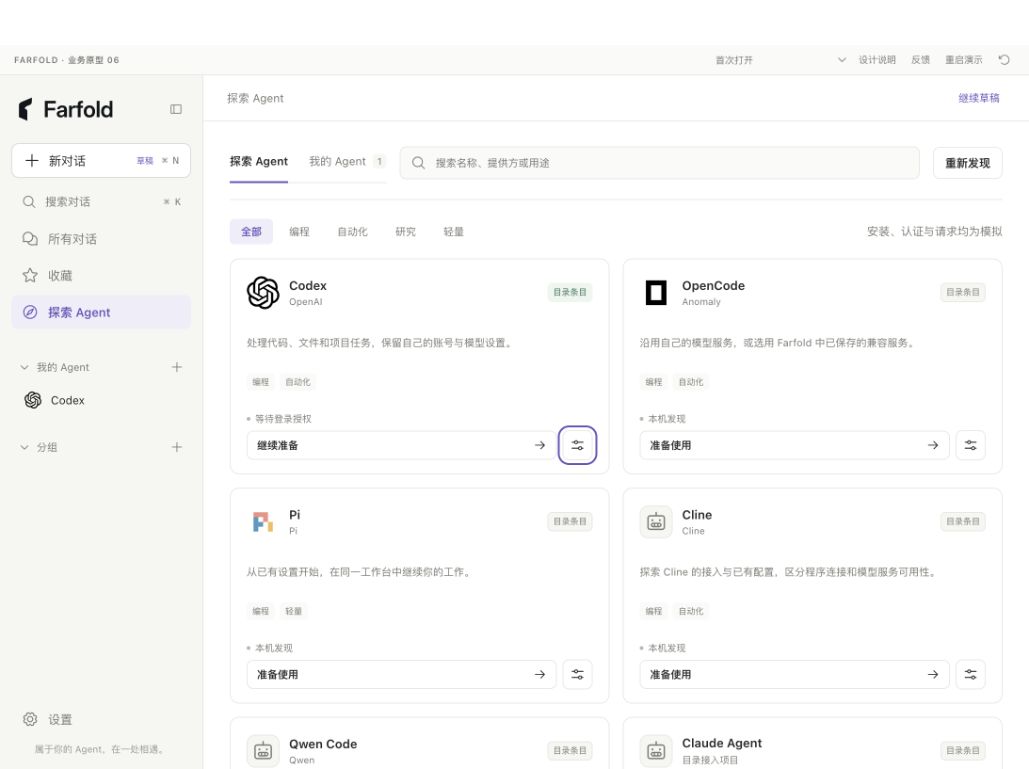 FARFOLD · 业务原型 06
首次打开
设计说明
反馈
重启演示
Farfold
新对话
草稿
⌘ N
搜索对话
⌘ K
所有对话
收藏
探索 Agent
我的 Agent
Codex
分组
设置
属于你的 Agent，在一处相遇。
探索 Agent
继续草稿
探索 Agent
我的 Agent 1
搜索名称、提供方或用途
重新发现
全部
编程
自动化
研究
轻量
安装、认证与请求均为模拟
Codex
OpenAI
目录条目
处理代码、文件和项目任务，保留自己的账号与模型设置。
编程
自动化
等待登录授权
继续准备
OpenCode
Anomaly
目录条目
沿用自己的模型服务，或选用 Farfold 中已保存的兼容服务。
编程
自动化
本机发现
准备使用
Pi
Pi
目录条目
从已有设置开始，在同一工作台中继续你的工作。
编程
轻量
本机发现
准备使用
Cline
Cline
目录条目
探索 Cline 的接入与已有配置，区分程序连接和模型服务可用性。
编程
自动化
本机发现
准备使用
Qwen Code
Qwen
目录条目
Claude Agent
目录接入项目
目录条目